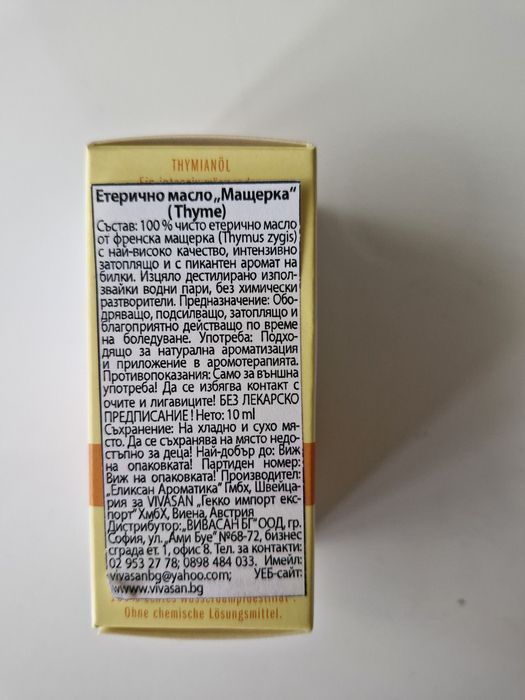 THYMIANÖL
Етерично масло „Мащерка“
(Thyme)
Състав: 100 % чисто етерично масло
от френска мащерка (Thymus zygis)
с най-високо качество, интензивно
затоплящо и с пикантен аромат на
билки. Изцяло дестилирано изпол-
звайки водни пари, без химически
разтворители. Предназначение: Обо-
дряващо, подсилващо, затоплящо и
благоприятно действащо по време
на боледуване. Употреба: Подхо-
дящо за натурална ароматизация
и приложение в аромотерапията.
Противопоказания: Само за външна
употреба! Да се избягва контакт с
очите и лигавиците! БЕЗ ЛЕКАРСКО
ПРЕДПИСАНИЕ! Нето: 10 ml
Съхранение: На хладно и сухо мя-
сто. Да се съхранява на място недо-
стъпно за деца! Най-добър до: Виж
на опаковката! Партиден номер:
Виж на опаковката! Производител:
„Еликсан Ароматика“ Гмбх, Швейца-
рия за VIVASAN „Гекко импорт екс-
порт“ ХмбХ, Виена, Австрия
Дистрибутор: „ВИВАСАН БГ“ ООД, гр.
София, ул. „Ами Буе“ №68-72, бизнес
сграда ет. 1, офис 8. Тел. за контакти:
02 953 27 78; 0898 484 033. Имейл:
vivasanbg@yahoo.com; УЕБ-сайт:
www.vivasan.bg
Ohne chemische Lösungsmittel.